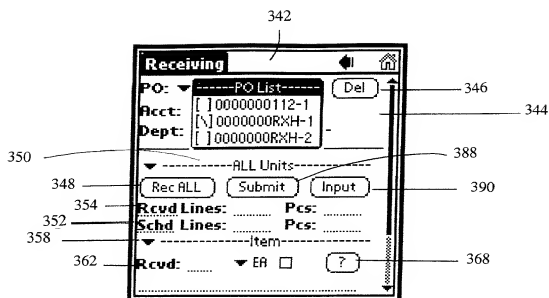 342
Receiving
PO: ------PO List------ Del 346
[ ]0000000112-1
Acct: [\]0000000RXH-1 344
Dept: [ ]0000000RXH-2 -
350 388
------------ALL Units------------
348 Rec ALL Submit Input 390
354 Rcvd Lines: ........ Pcs: ........
352 Schd Lines: ........ Pcs: ........
358 ------------Item------------
362 Rcvd: ..... EA ? 368